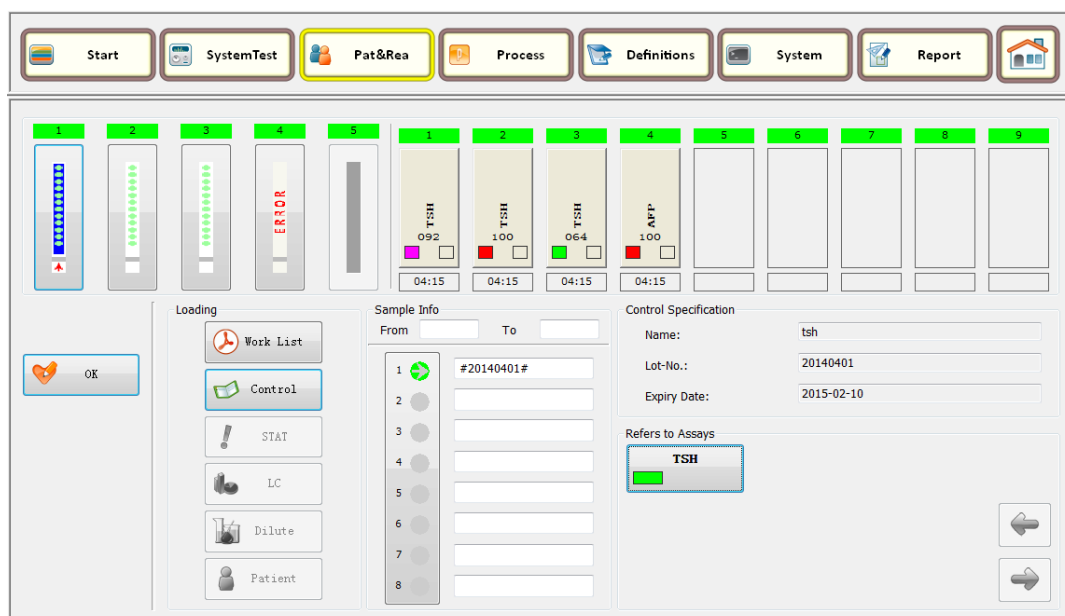 Start SystemTest Pat&Rea Process Definitions System Report
1 2 3 4 5 1 2 3 4 5 6 7 8 9
ERROR
TSH TSH TSH AFP
092 100 064 100
04:15 04:15 04:15 04:15
Loading Sample Info Control Specification
Work List From To Name: tsh
OK Control 1 #20140401# Lot-No.: 20140401
2 Expiry Date: 2015-02-10
STAT 3 Refers to Assays
4 TSH
LC 5
Dilute 6
7
Patient 8